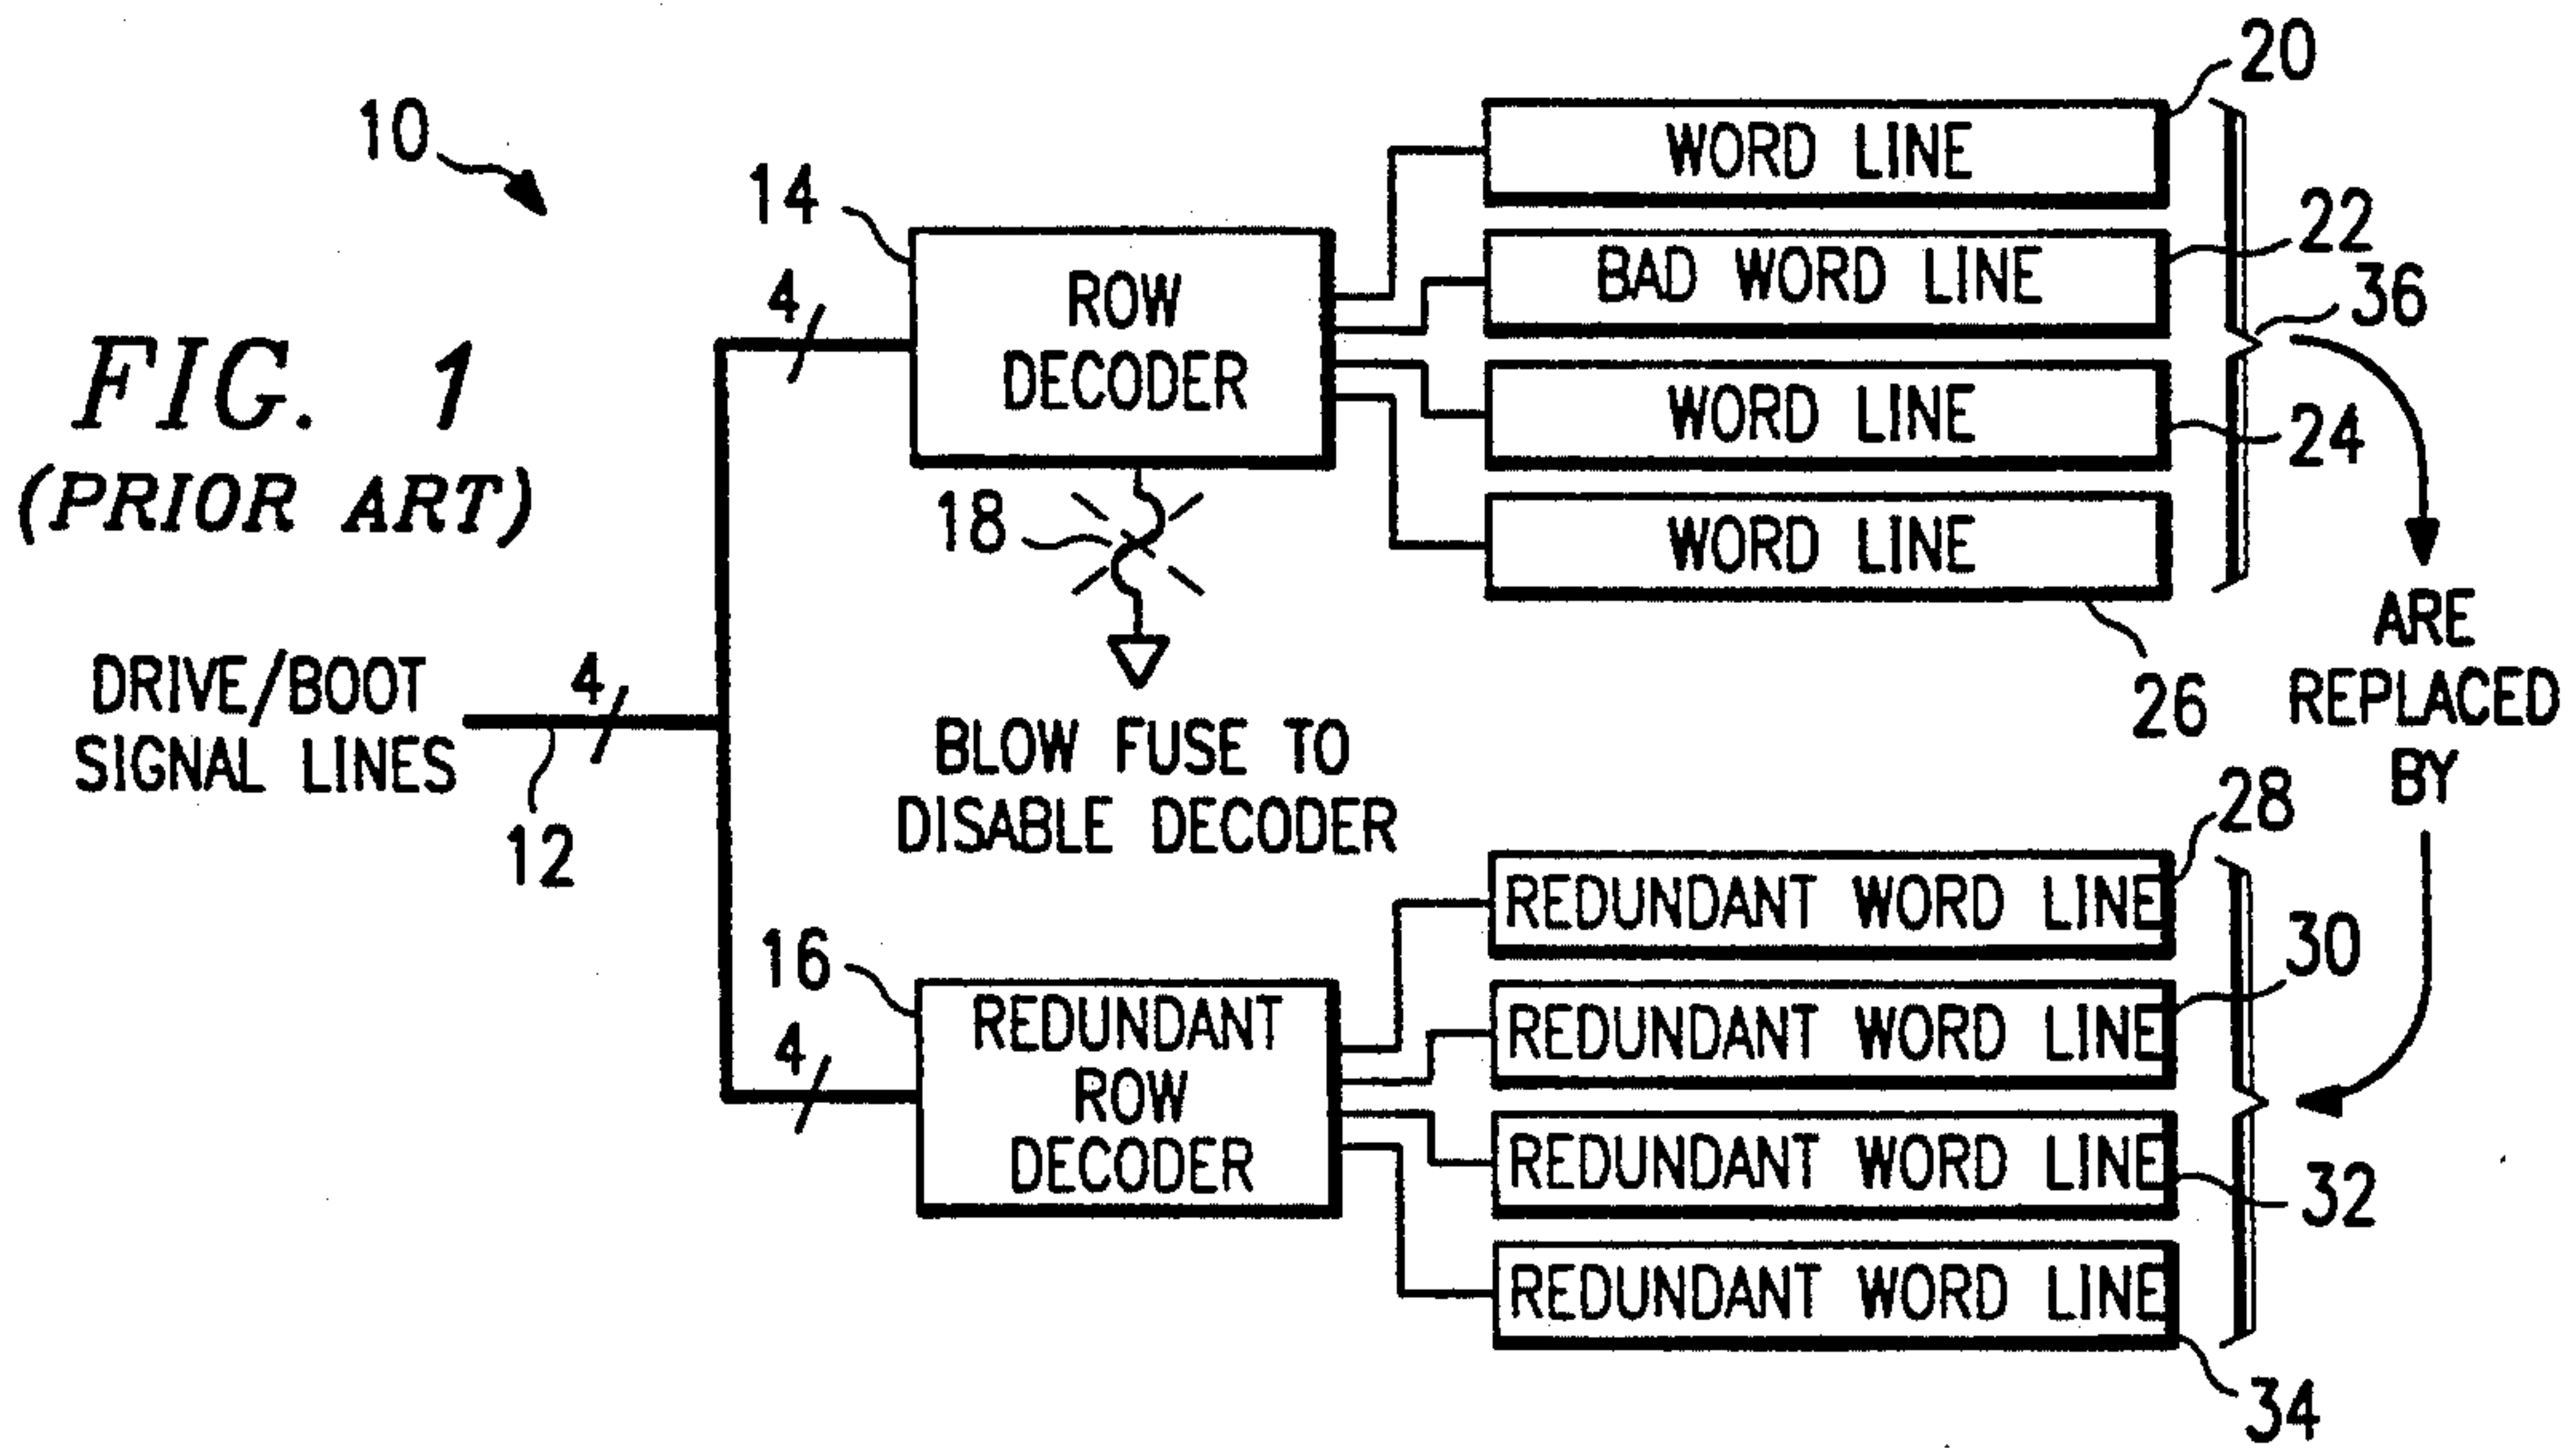 FIG. 1
(PRIOR ART)
10
DRIVE/BOOT
SIGNAL LINES
4
12
4
14
ROW
DECODER
18
BLOW FUSE TO
DISABLE DECODER
WORD LINE
20
BAD WORD LINE
22
36
WORD LINE
24
WORD LINE
26
ARE
REPLACED
BY
4
16
REDUNDANT
ROW
DECODER
REDUNDANT WORD LINE
28
REDUNDANT WORD LINE
30
REDUNDANT WORD LINE
32
REDUNDANT WORD LINE
34